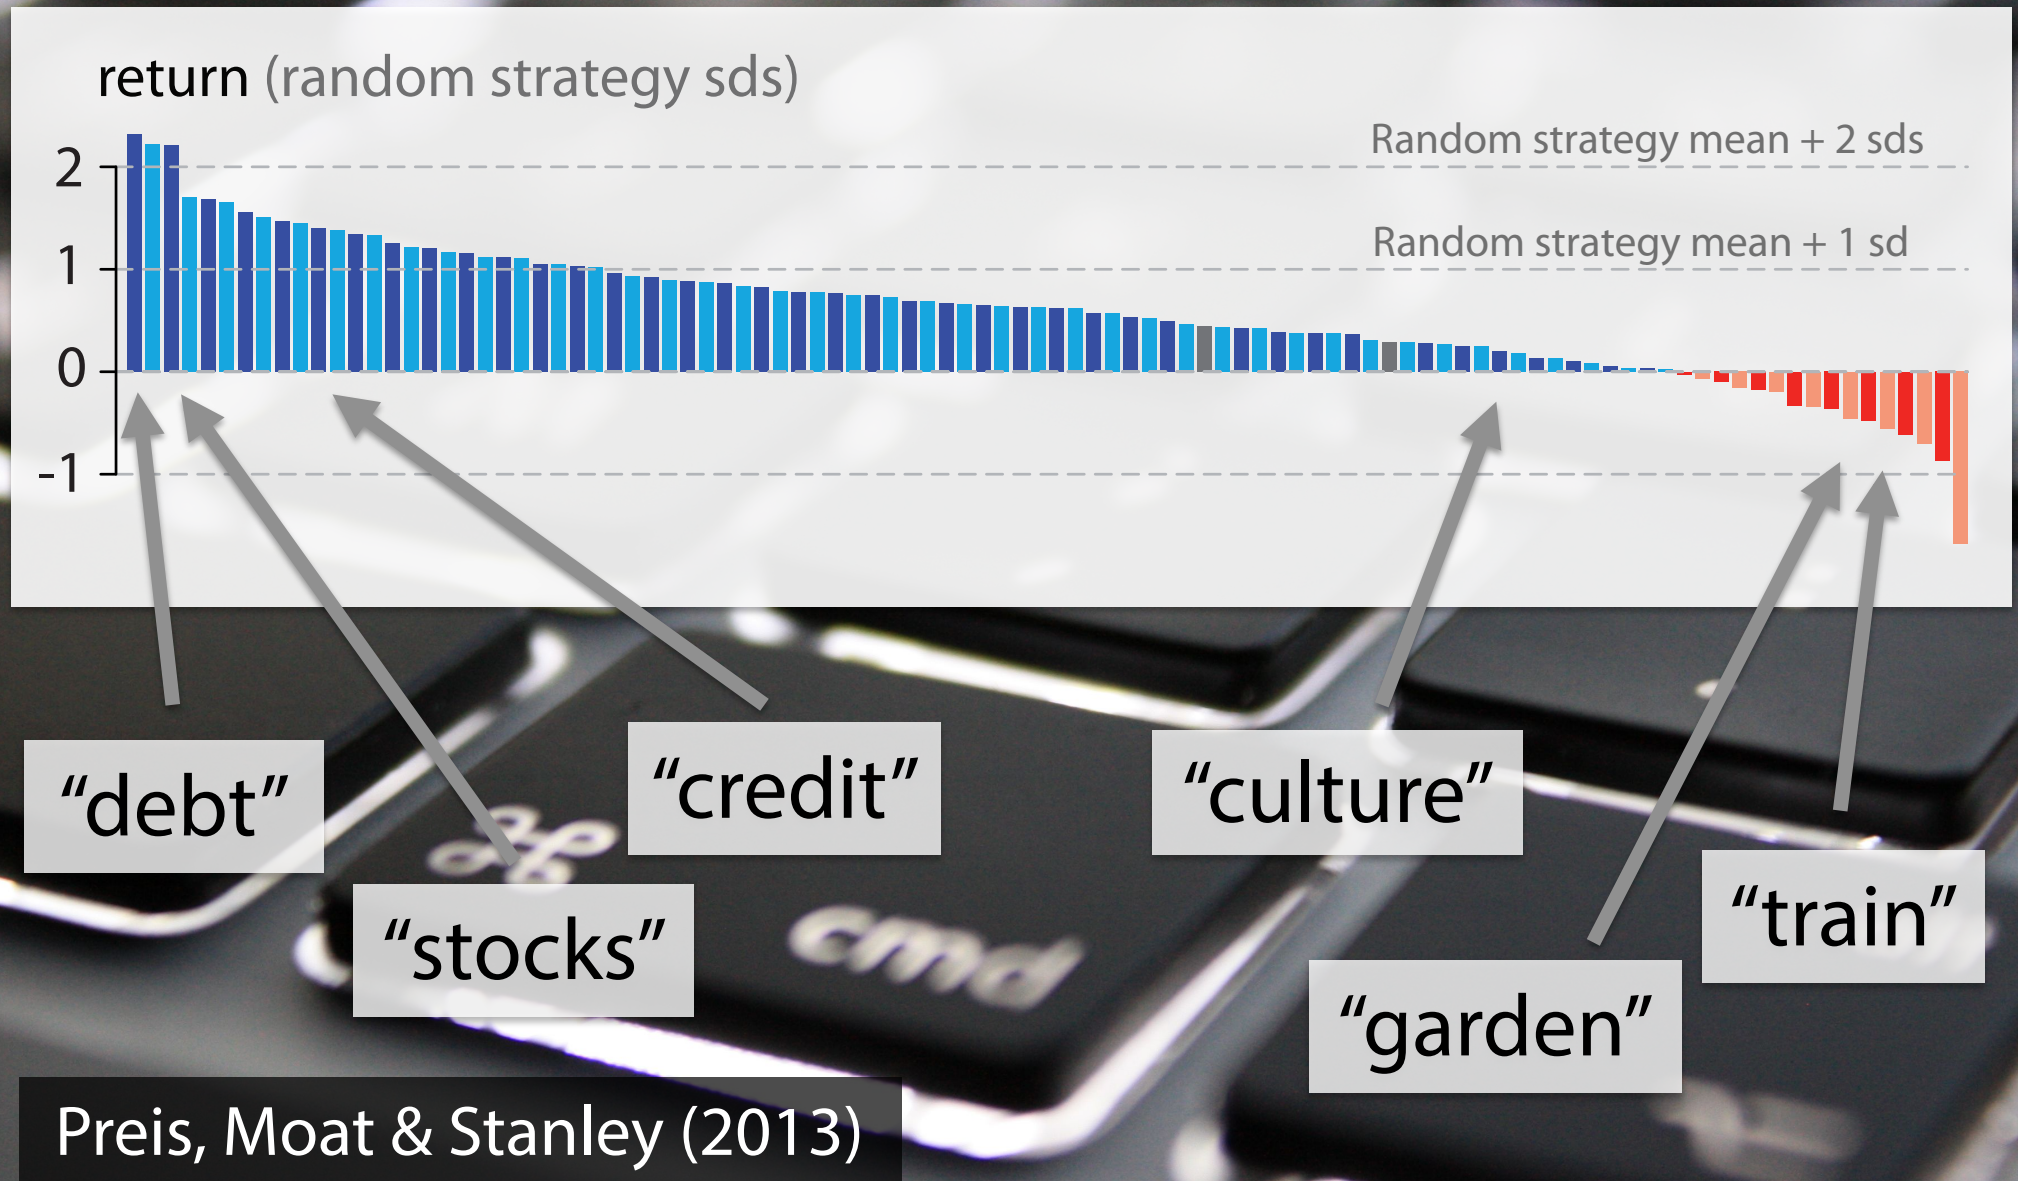 return (random strategy sds)
Random strategy mean + 2 sds
2
Random strategy mean + 1 sd
1
0
-1
“debt”
“credit”
“culture”
“stocks”
“train”
“garden”
⌘
cmd
Preis, Moat & Stanley (2013)